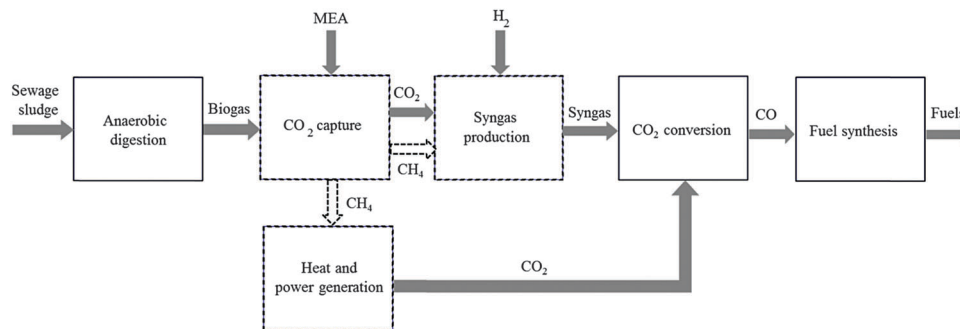 MEA
H2
Sewage
sludge
Anaerobic
digestion
Biogas
CO2 capture
CO2
CH4
Syngas
production
Syngas
CO2 conversion
CO
Fuel synthesis
Fuels
CH4
Heat and
power generation
CO2